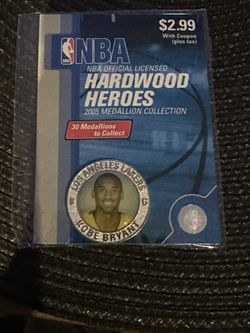 $2.99
With Coupon
(plus tax)
NBA
NBA OFFICIAL LICENSED
HARDWOOD
HEROES
2005 MEDALLION COLLECTION
30 Medallions
to Collect
LOS ANGELES LAKERS
KOBE BRYANT